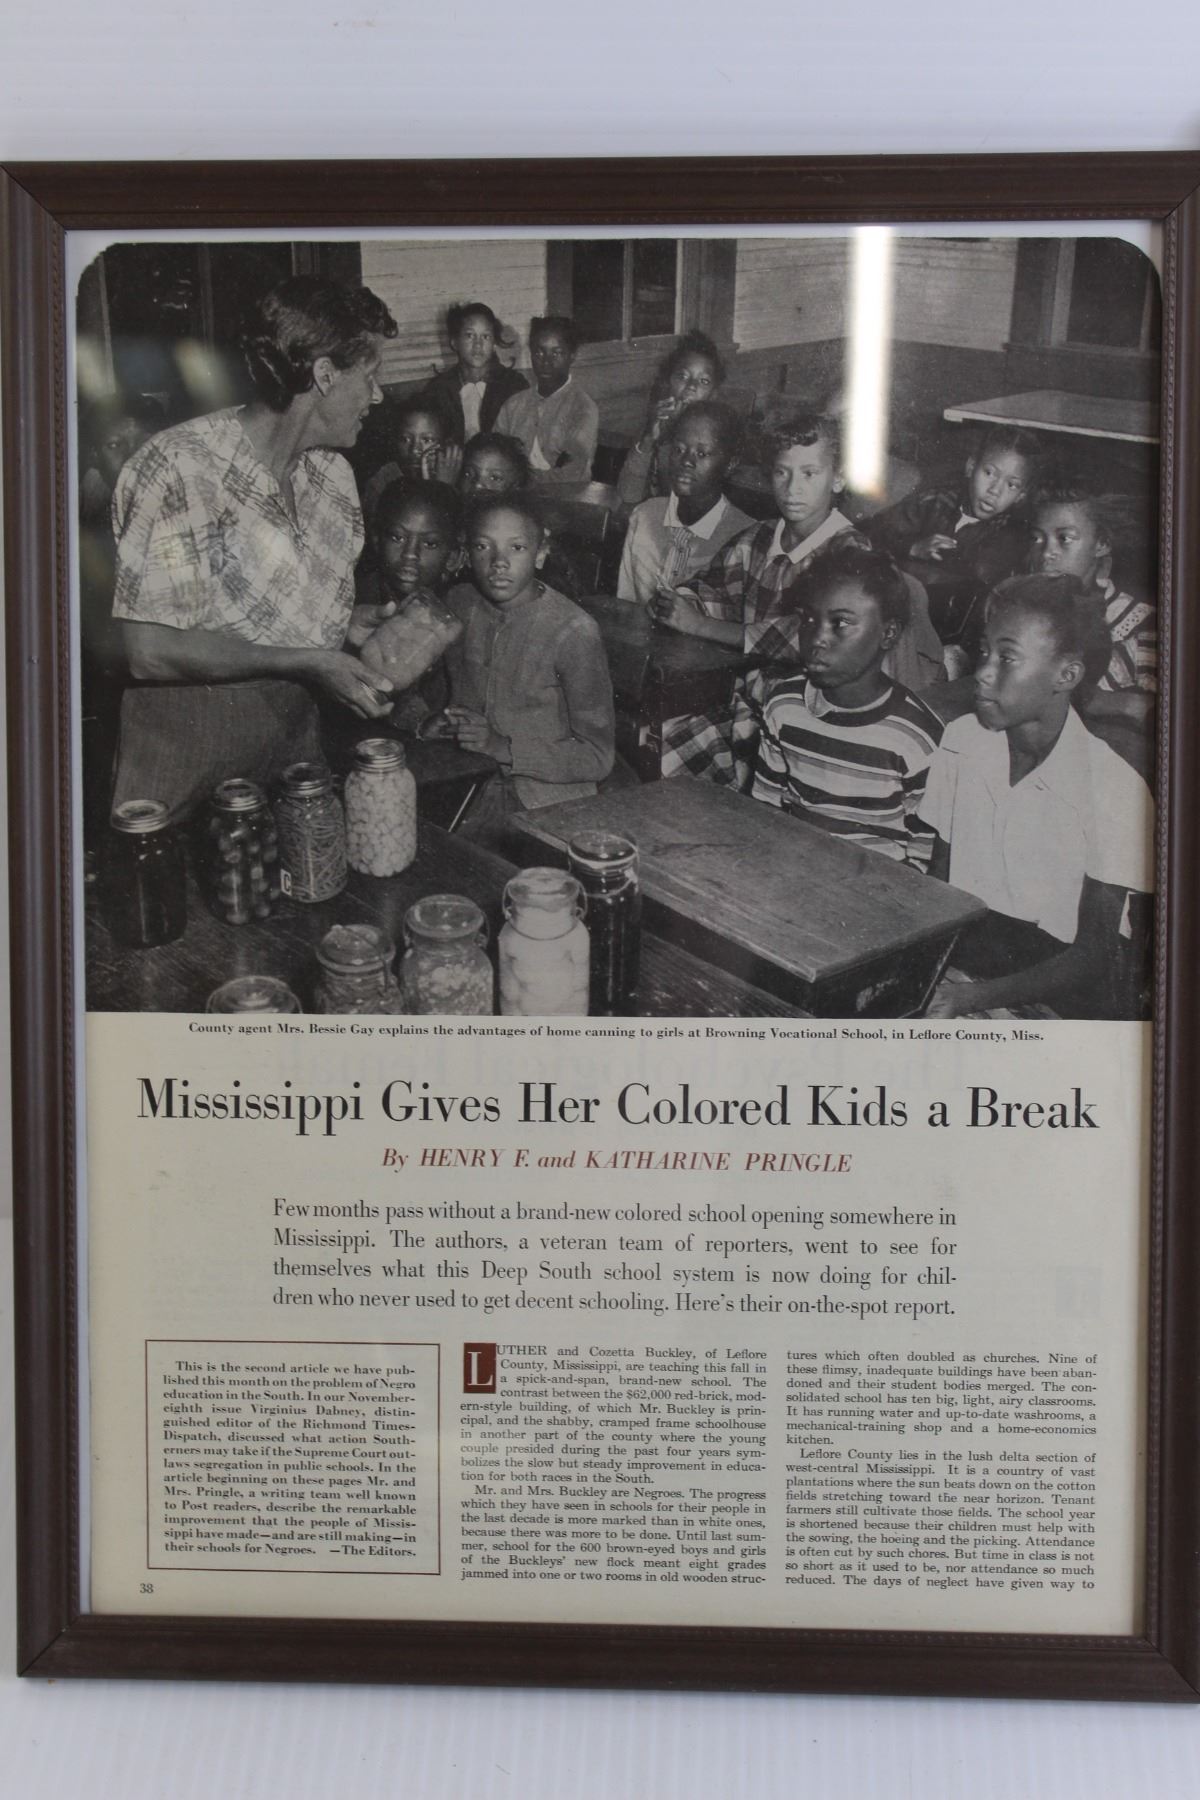 C
County agent Mrs. Bessie Gay explains the advantages of home canning to girls at Browning Vocational School, in Leflore County, Miss.
Mississippi Gives Her Colored Kids a Break
By HENRY F. and KATHARINE PRINGLE
Few months pass without a brand-new colored school opening somewhere in
Mississippi. The authors, a veteran team of reporters, went to see for
themselves what this Deep South school system is now doing for chil-
dren who never used to get decent schooling. Here's their on-the-spot report.
This is the second article we have pub-
lished this month on the problem of Negro
education in the South. In our November-
eighth issue Virginius Dabney, distin-
guished editor of the Richmond Times-
Dispatch, discussed what action South-
erners may take if the Supreme Court out-
laws segregation in public schools. In the
article beginning on these pages Mr. and
Mrs. Pringle, a writing team well known
to Post readers, describe the remarkable
improvement that the people of Missis-
sippi have made—and are still making—in
their schools for Negroes. —The Editors.
38
LUTHER and Cozetta Buckley, of Leflore
County, Mississippi, are teaching this fall in
a spick-and-span, brand-new school. The
contrast between the $62,000 red-brick, mod-
ern-style building, of which Mr. Buckley is prin-
cipal, and the shabby, cramped frame schoolhouse
in another part of the county where the young
couple presided during the past four years sym-
bolizes the slow but steady improvement in educa-
tion for both races in the South.
Mr. and Mrs. Buckley are Negroes. The progress
which they have seen in schools for their people in
the last decade is more marked than in white ones,
because there was more to be done. Until last sum-
mer, school for the 600 brown-eyed boys and girls
of the Buckleys' new flock meant eight grades
jammed into one or two rooms in old wooden struc-
tures which often doubled as churches. Nine of
these flimsy, inadequate buildings have been aban-
doned and their student bodies merged. The con-
solidated school has ten big, light, airy classrooms.
It has running water and up-to-date washrooms, a
mechanical-training shop and a home-economics
kitchen.
Leflore County lies in the lush delta section of
west-central Mississippi. It is a country of vast
plantations where the sun beats down on the cotton
fields stretching toward the near horizon. Tenant
farmers still cultivate those fields. The school year
is shortened because their children must help with
the sowing, the hoeing and the picking. Attendance
is often cut by such chores. But time in class is not
so short as it used to be, nor attendance so much
reduced. The days of neglect have given way to